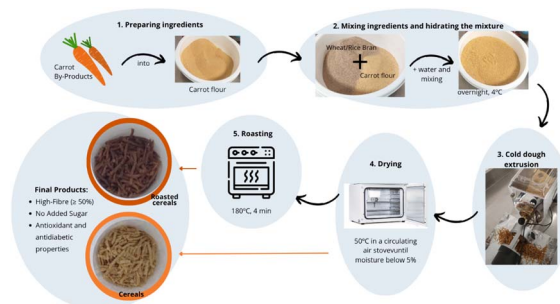 1. Preparing ingredients
Carrot
By-Products
into
Carrot flour
2. Mixing ingredients and hidrating the mixture
Wheat/Rice Bran
+
Carrot flour
+ water and
mixing
overnight, 4ºC
3. Cold dough
extrusion
4. Drying
50ºC in a circulating
air stoveuntil
moisture below 5%
5. Roasting
180ºC, 4 min
Roasted
cereals
Final Products:
• High-Fibre (≥ 50%)
• No Added Sugar
• Antioxidant and
antidiabetic
properties
Cereals